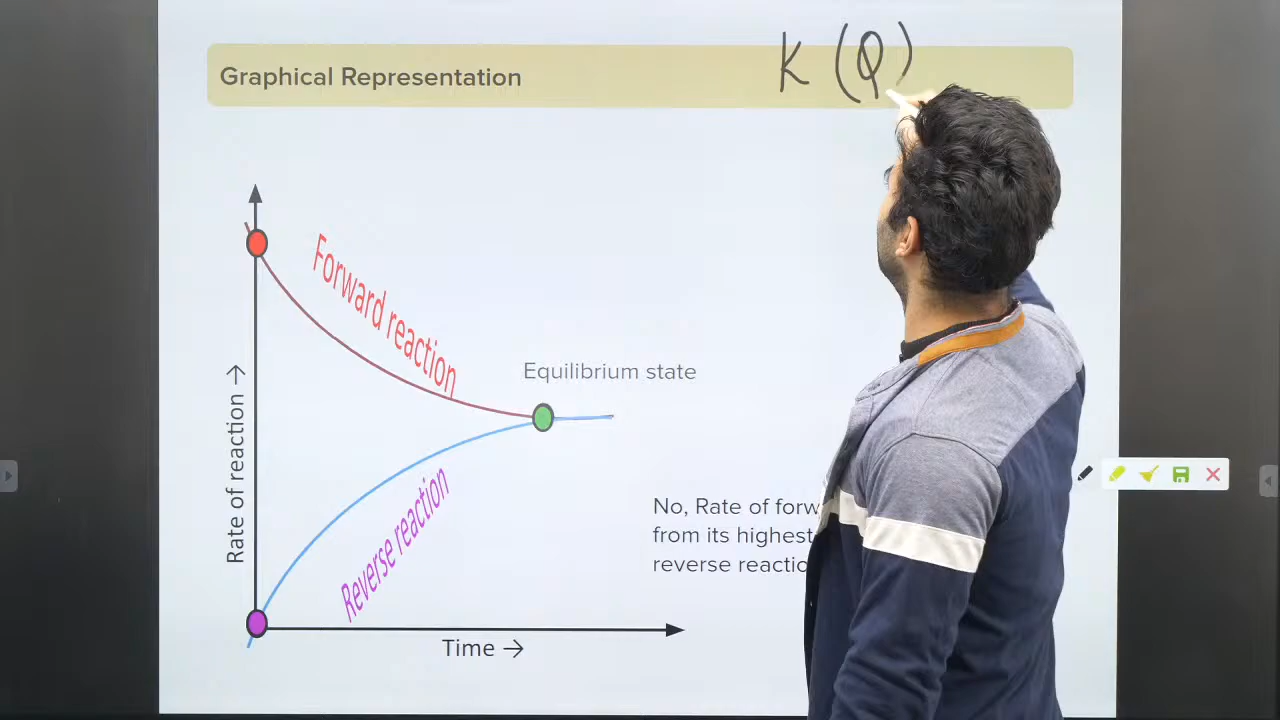 K (Q)
Graphical Representation
Forward reaction
Equilibrium state
Rate of reaction →
Reverse reaction
No, Rate of forw
from its highest
reverse reactio
Time →